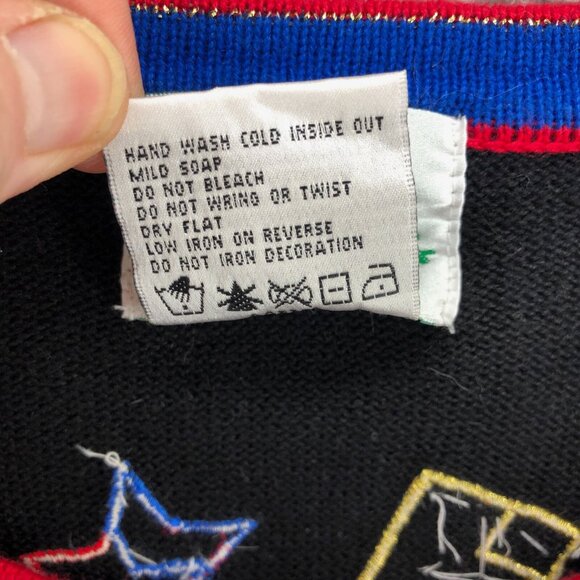 HAND WASH COLD INSIDE OUT
MILD SOAP
DO NOT BLEACH
DO NOT WRING OR TWIST
DRY FLAT
LOW IRON ON REVERSE
DO NOT IRON DECORATION